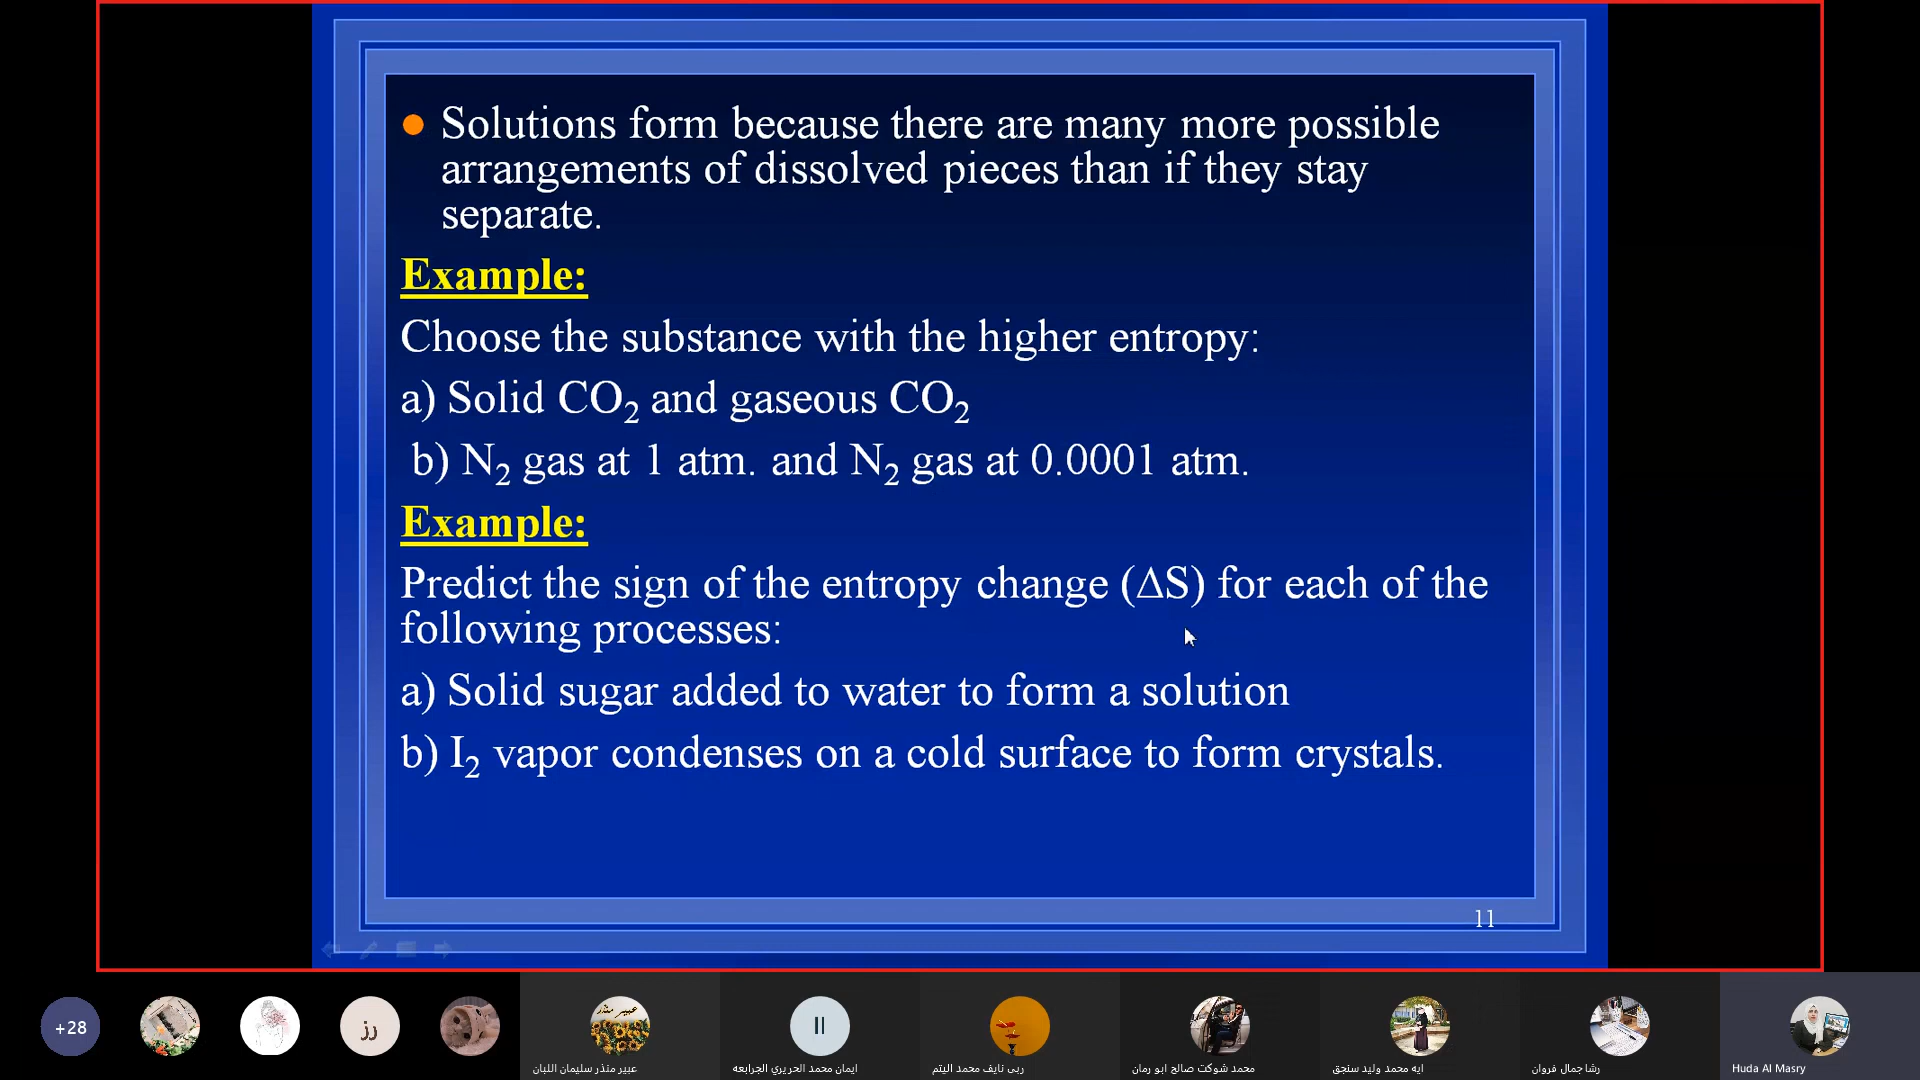 Solutions form because there are many more possible
arrangements of dissolved pieces than if they stay
separate.
Example:
Choose the substance with the higher entropy:
a) Solid CO₂ and gaseous CO₂
b) N₂ gas at 1 atm. and N₂ gas at 0.0001 atm.
Example:
Predict the sign of the entropy change (ΔS) for each of the
following processes:
a) Solid sugar added to water to form a solution
b) I₂ vapor condenses on a cold surface to form crystals.
11
+28
رز
عبير منذر
عبير منذر سليمان اللبان
اا
ايمان محمد الحريري الجرابعه
ربى نايف محمد اليتم
محمد شوكت صالح ابو رمان
ايه محمد وليد سنجق
رشا جمال فروان
Huda Al Masry